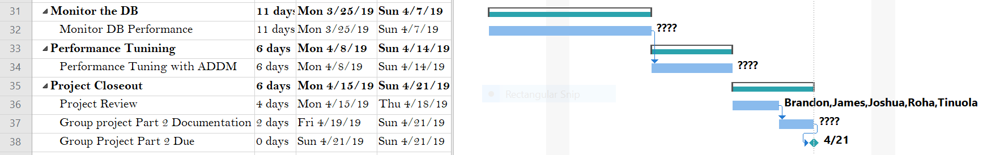 31 Monitor the DB 11 days Mon 3/25/19 Sun 4/7/19
32 Monitor DB Performance 11 days Mon 3/25/19 Sun 4/7/19 ????
33 Performance Tunining 6 days Mon 4/8/19 Sun 4/14/19
34 Performance Tuning with ADDM 6 days Mon 4/8/19 Sun 4/14/19 ????
35 Project Closeout 6 days Mon 4/15/19 Sun 4/21/19
Rectangular Snip
36 Project Review 4 days Mon 4/15/19 Thu 4/18/19 Brandon,James,Joshua,Roha,Tinuola
37 Group project Part 2 Documentation 2 days Fri 4/19/19 Sun 4/21/19 ????
38 Group Project Part 2 Due 0 days Sun 4/21/19 Sun 4/21/19 4/21